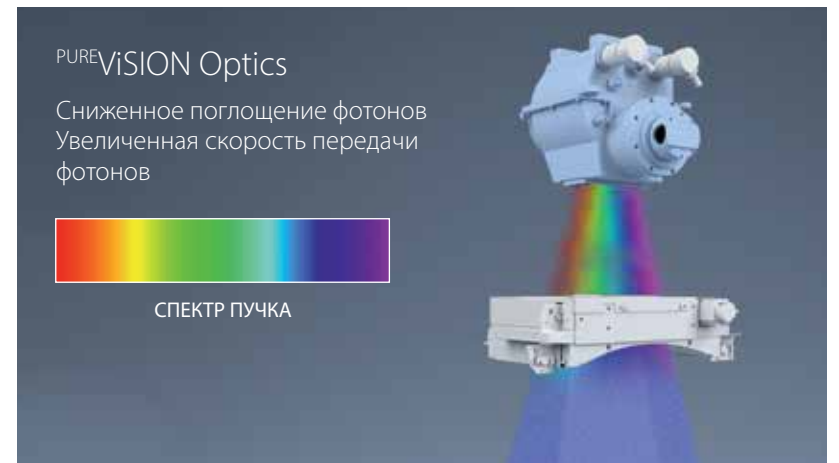 PUREViSION Optics
Сниженное поглощение фотонов
Увеличенная скорость передачи
фотонов
СПЕКТР ПУЧКА